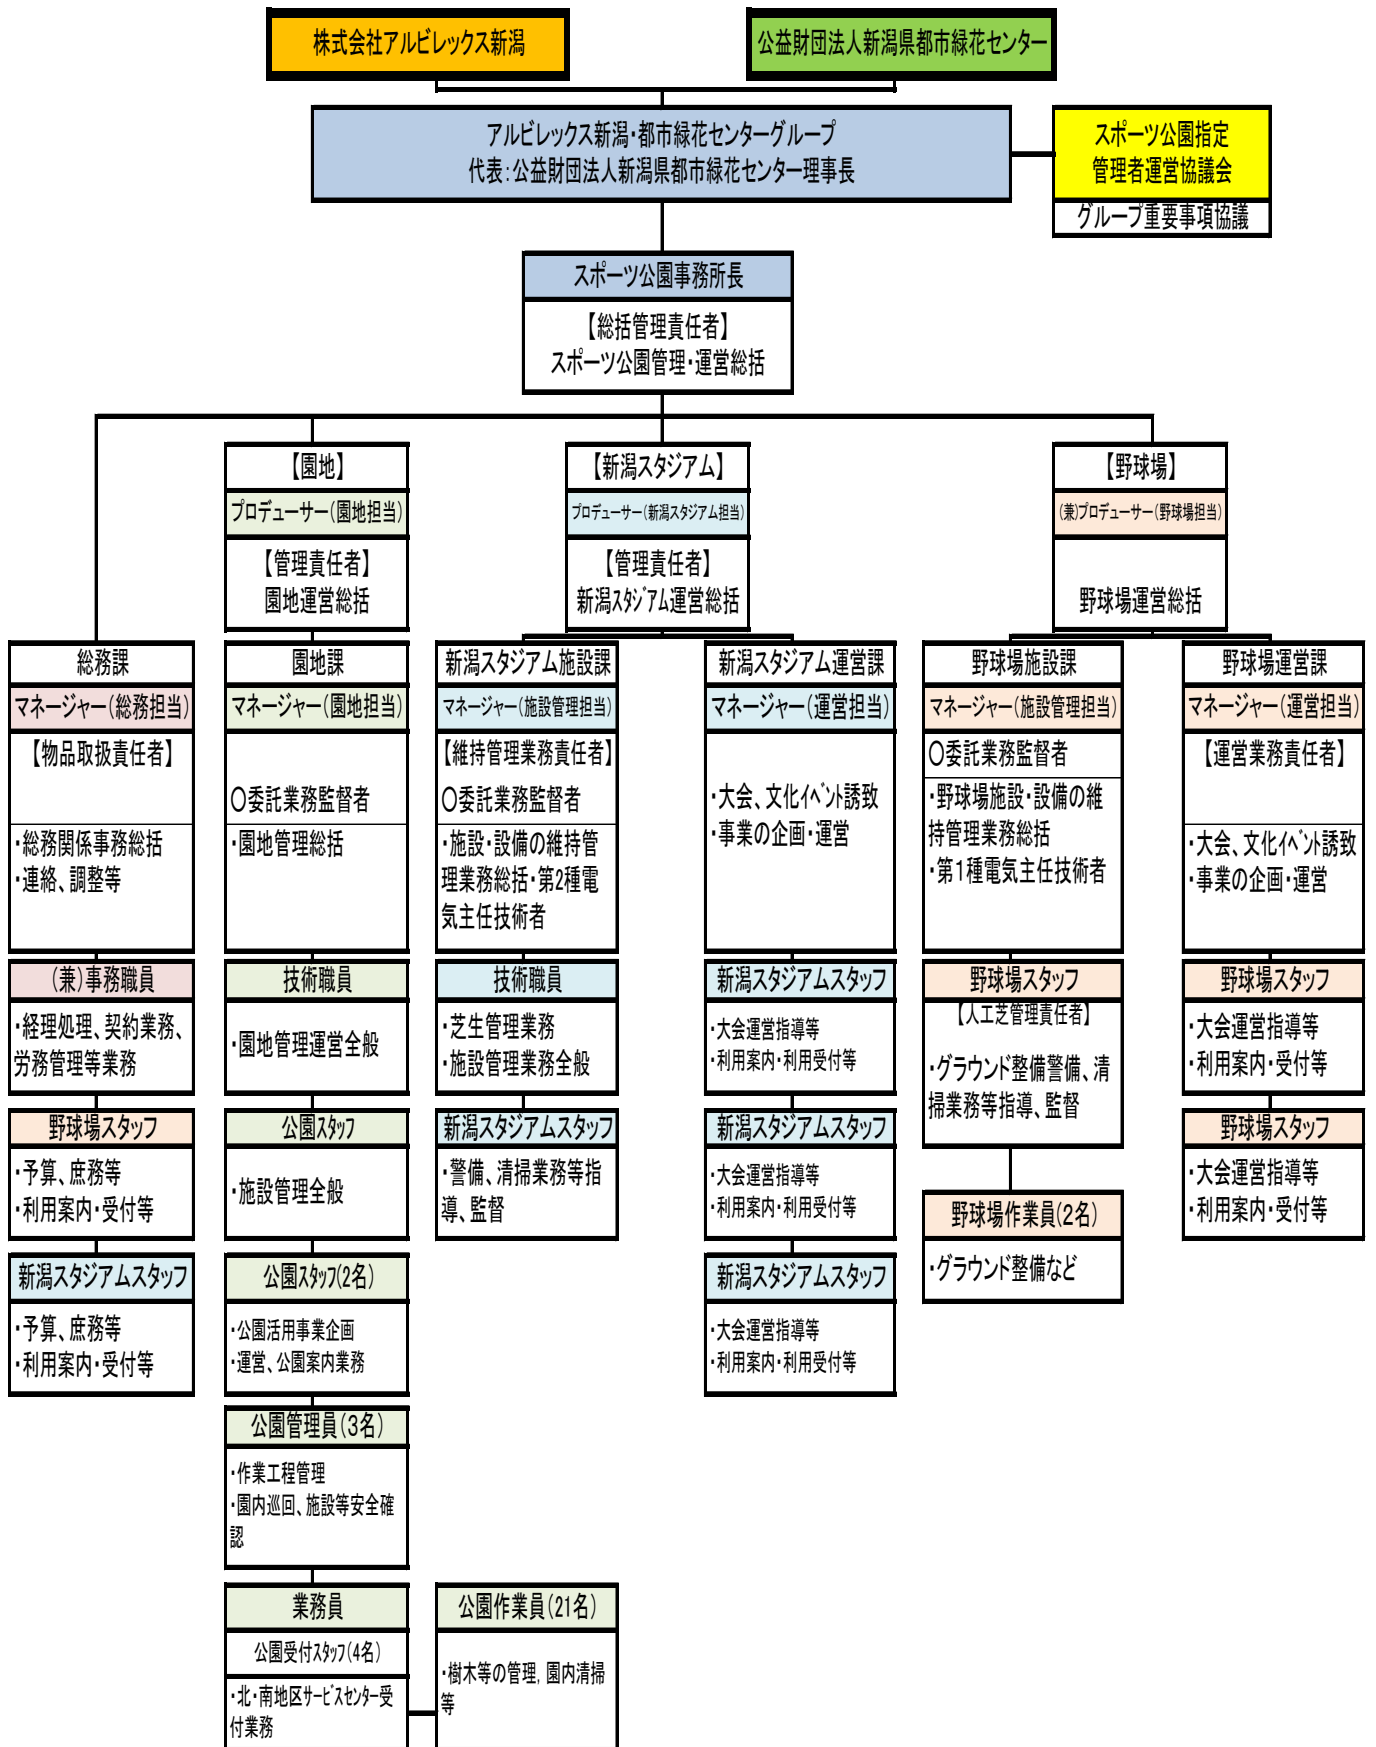 株式会社アルビレックス新潟
公益財団法人新潟県都市緑花センター
アルビレックス新潟・都市緑花センターグループ
代表：公益財団法人新潟県都市緑花センター理事長
スポーツ公園指定
管理者運営協議会
グループ重要事項協議
スポーツ公園事務所長
【総括管理責任者】
スポーツ公園管理・運営総括
【園地】
プロデューサー（園地担当）
【管理責任者】
園地運営総括
【新潟スタジアム】
プロデューサー（新潟スタジアム担当）
【管理責任者】
新潟ｽﾀｼﾞｱﾑ運営総括
【野球場】
（兼）プロデューサー（野球場担当）
野球場運営総括
総務課
マネージャー（総務担当）
【物品取扱責任者】
・総務関係事務総括
・連絡、調整等
（兼）事務職員
・経理処理、契約業務、
労務管理等業務
野球場スタッフ
・予算、庶務等
・利用案内・受付等
新潟スタジアムスタッフ
・予算、庶務等
・利用案内・受付等
園地課
マネージャー（園地担当）
〇委託業務監督者
・園地管理総括
技術職員
・園地管理運営全般
公園ｽﾀｯﾌ
・施設管理全般
公園ｽﾀｯﾌ(2名)
・公園活用事業企画
・運営、公園案内業務
公園管理員（３名）
・作業工程管理
・園内巡回、施設等安全確
認
業務員
公園受付ｽﾀｯﾌ(4名)
・北・南地区ｻｰﾋﾞｽｾﾝﾀｰ受
付業務
公園作業員（21名）
・樹木等の管理，園内清掃
等
新潟スタジアム施設課
マネージャー（施設管理担当）
【維持管理業務責任者】
〇委託業務監督者
・施設・設備の維持管
理業務総括・第2種電
気主任技術者
技術職員
・芝生管理業務
・施設管理業務全般
新潟スタジアムスタッフ
・警備、清掃業務等指
導、監督
新潟スタジアム運営課
マネージャー（運営担当）
・大会、文化ｲﾍﾞﾝﾄ誘致
・事業の企画・運営
新潟スタジアムスタッフ
・大会運営指導等
・利用案内・利用受付等
新潟スタジアムスタッフ
・大会運営指導等
・利用案内・利用受付等
新潟スタジアムスタッフ
・大会運営指導等
・利用案内・利用受付等
野球場施設課
マネージャー（施設管理担当）
〇委託業務監督者
・野球場施設・設備の維
持管理業務総括
・第１種電気主任技術者
野球場スタッフ
【人工芝管理責任者】
・グラウンド整備警備、清
掃業務等指導、監督
野球場作業員(２名)
・グラウンド整備など
野球場運営課
マネージャー（運営担当）
【運営業務責任者】
・大会、文化ｲﾍﾞﾝﾄ誘致
・事業の企画・運営
野球場スタッフ
・大会運営指導等
・利用案内・受付等
野球場スタッフ
・大会運営指導等
・利用案内・受付等